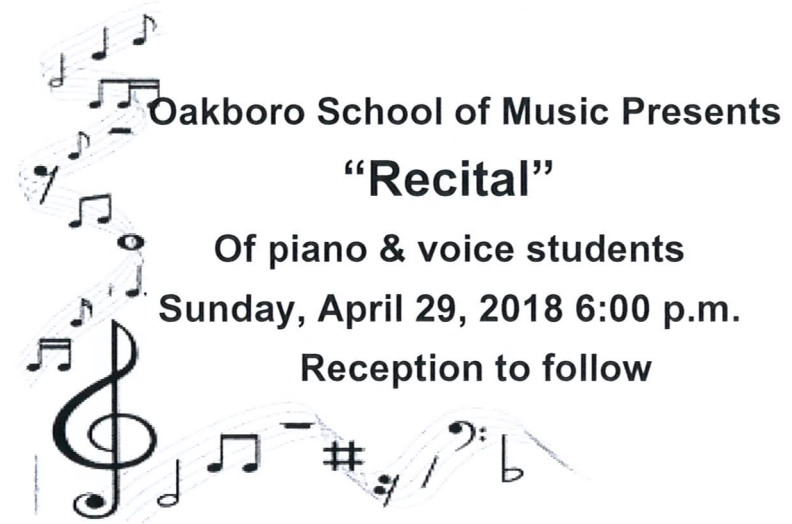 Oakboro School of Music Presents
“Recital”
Of piano & voice students
Sunday, April 29, 2018 6:00 p.m.
Reception to follow